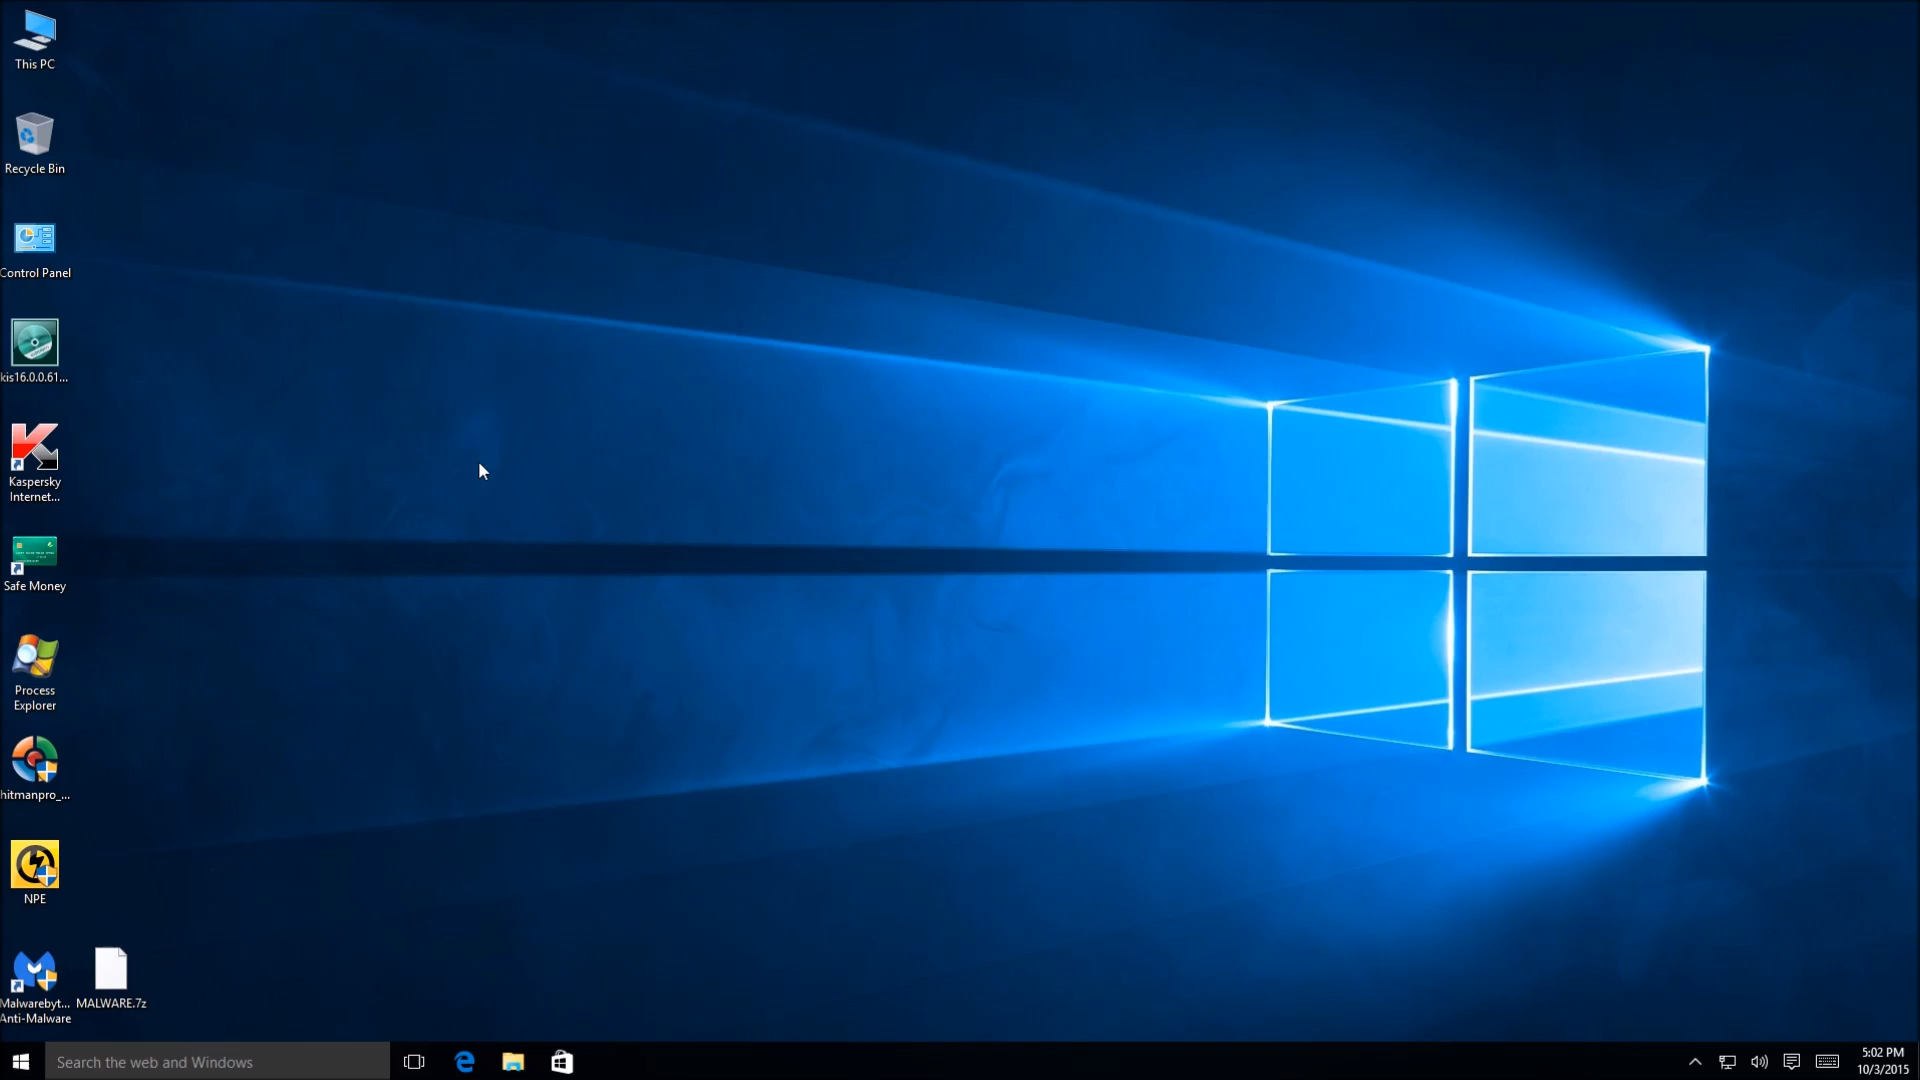 This PC
Recycle Bin
Control Panel
kis16.0.0.61...
Kaspersky
Internet...
Safe Money
Process
Explorer
hitmanpro_...
NPE
Malwarebyt...
Anti-Malware
MALWARE.7z
Search the web and Windows
5:02 PM
10/3/2015